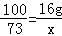 100/73 = 16g/x